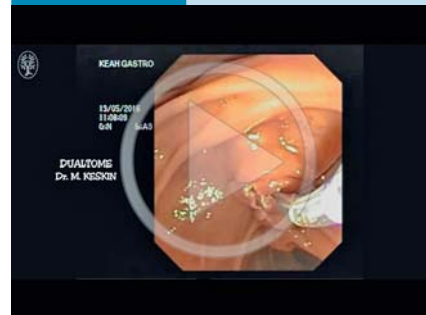 KEAH GASTRO
13/05/2016
11:08:09
DUALTOME
Dr. M. KESKIN